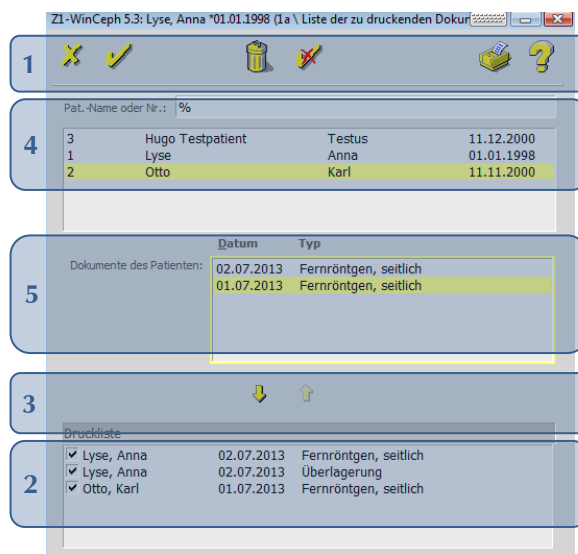 Z1-WinCeph 5.3: Lyse, Anna *01.01.1998 (1a \ Liste der zu druckenden Dokur
1
4
Pat.-Name oder Nr.: %
3 Hugo Testpatient Testus 11.12.2000
1 Lyse Anna 01.01.1998
2 Otto Karl 11.11.2000
Datum Typ
5
Dokumente des Patienten: 02.07.2013 Fernröntgen, seitlich
01.07.2013 Fernröntgen, seitlich
3
Druckliste
2
Lyse, Anna 02.07.2013 Fernröntgen, seitlich
Lyse, Anna 02.07.2013 Überlagerung
Otto, Karl 01.07.2013 Fernröntgen, seitlich